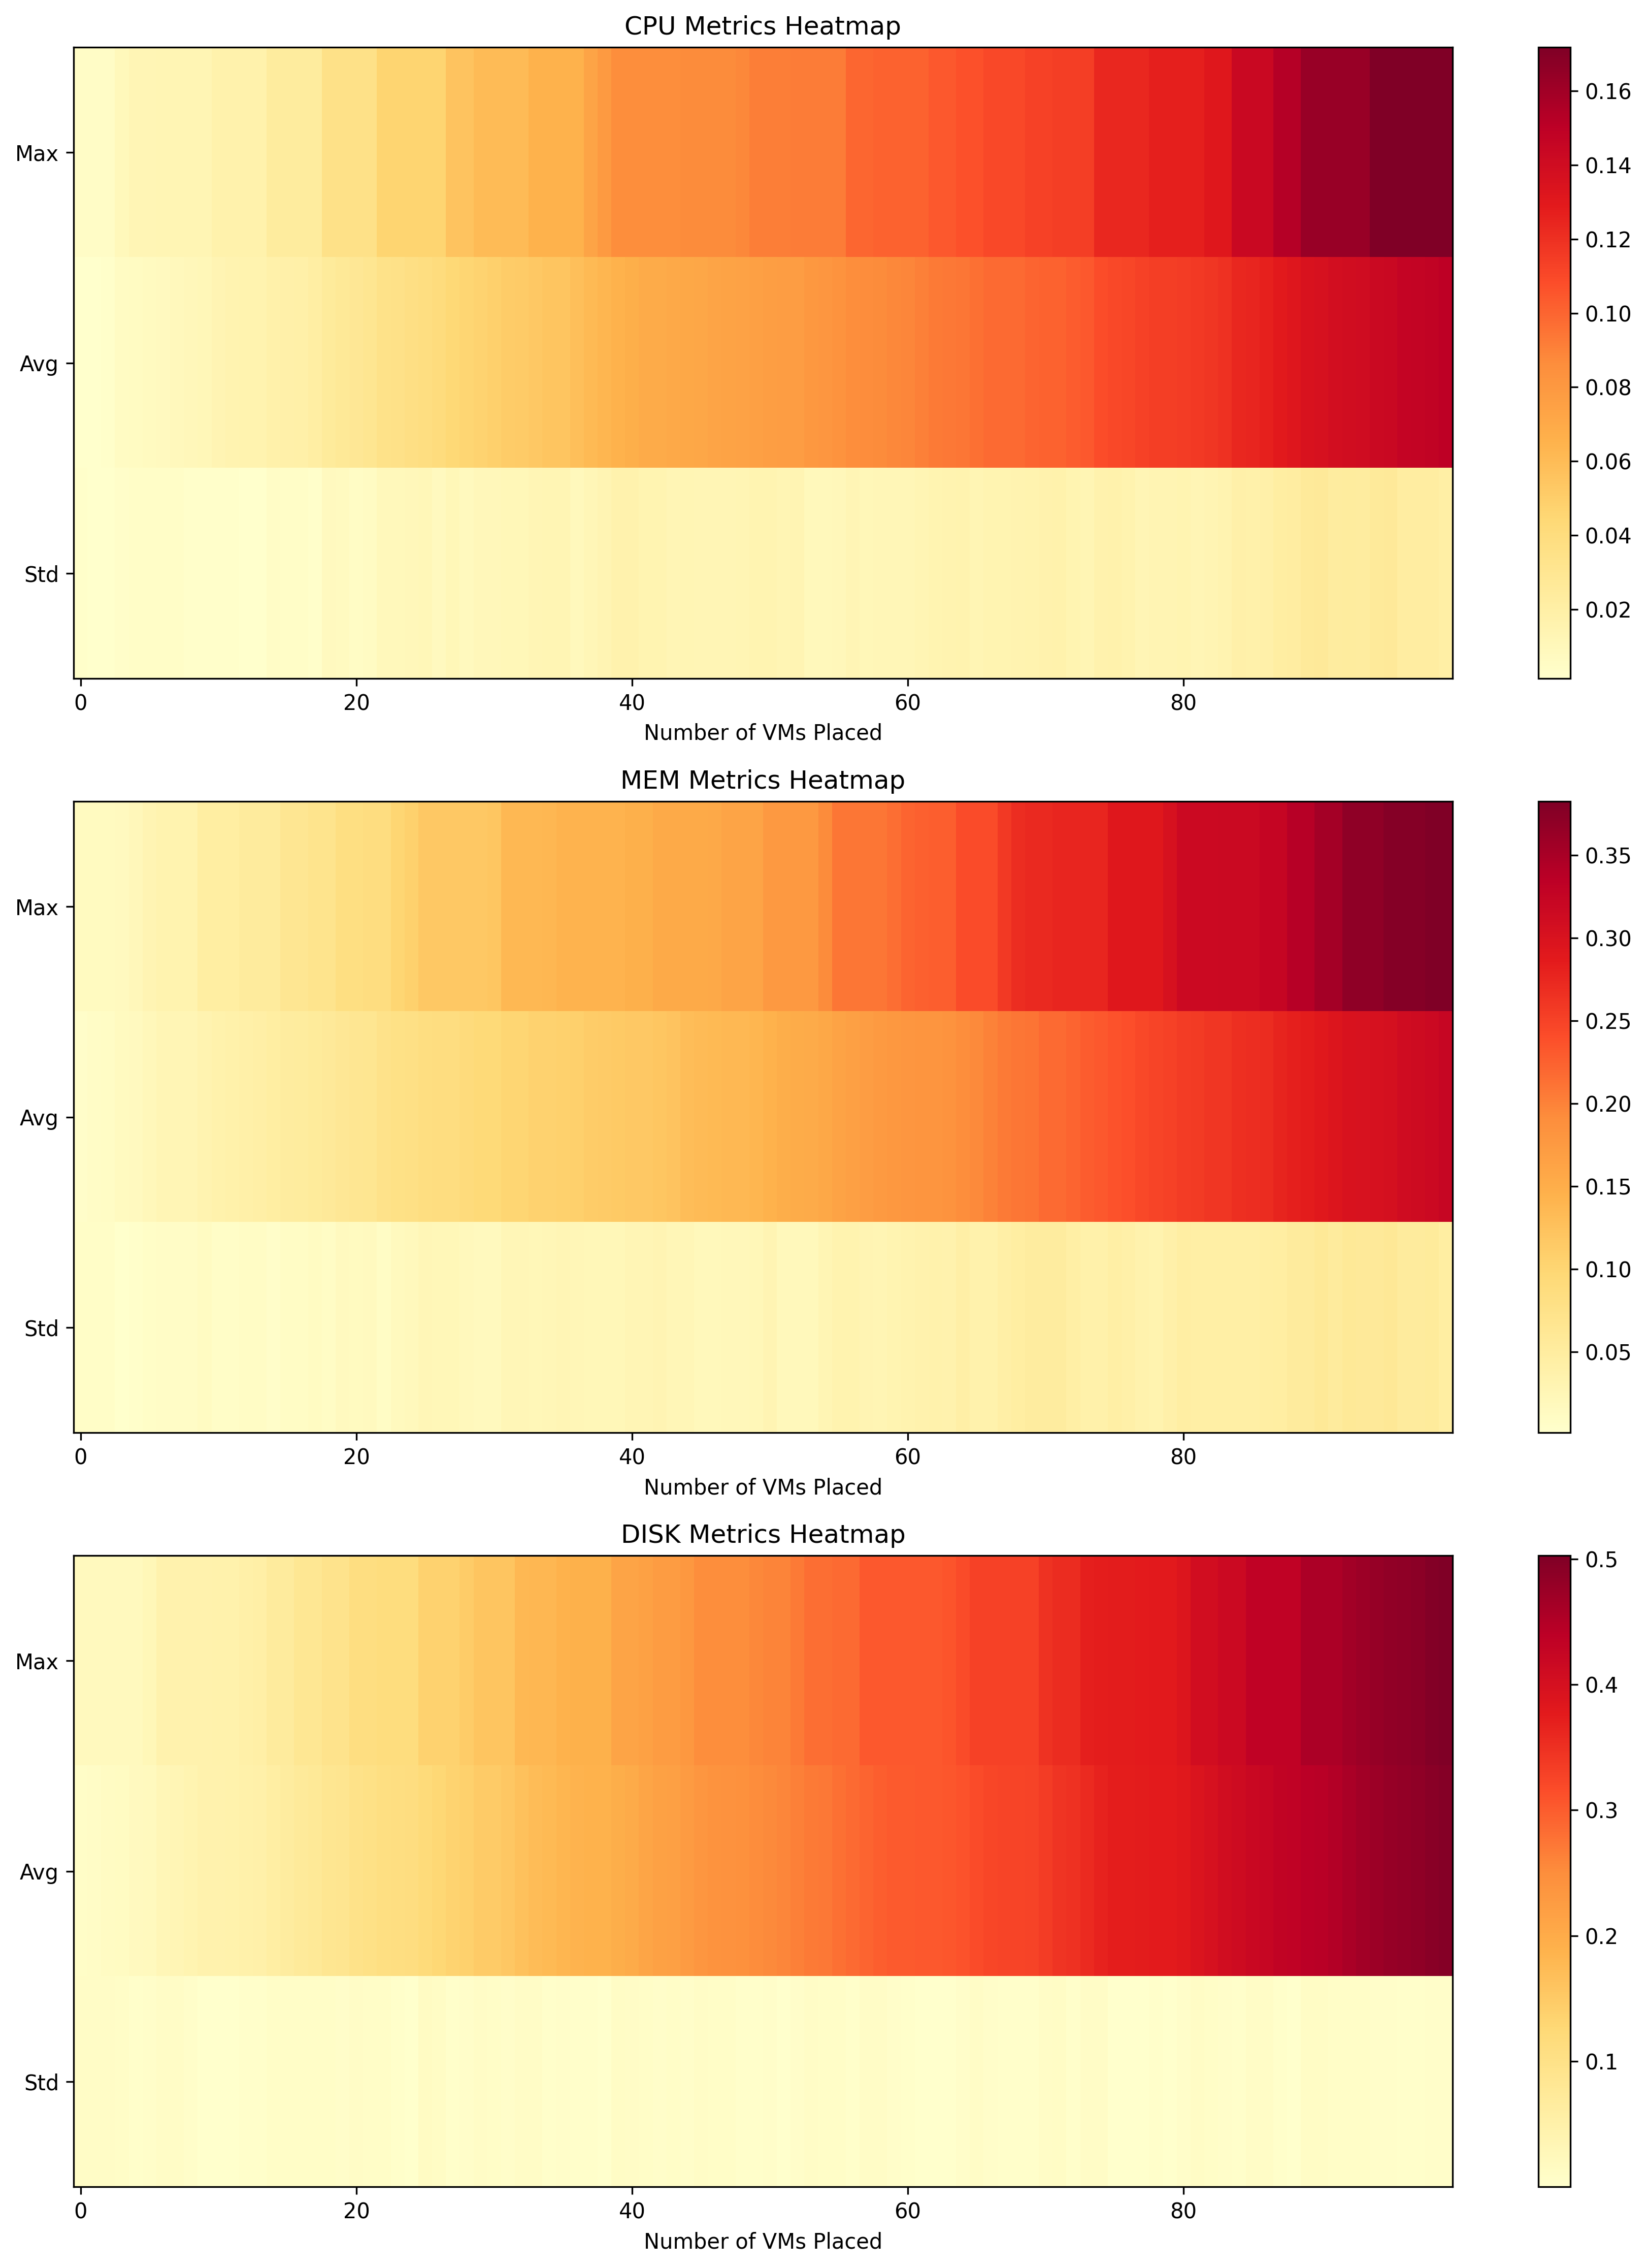 CPU Metrics Heatmap
Max
Avg
Std
0 20 40 60 80
Number of VMs Placed
0.16
0.14
0.12
0.10
0.08
0.06
0.04
0.02
MEM Metrics Heatmap
Max
Avg
Std
0 20 40 60 80
Number of VMs Placed
0.35
0.30
0.25
0.20
0.15
0.10
0.05
DISK Metrics Heatmap
Max
Avg
Std
0 20 40 60 80
Number of VMs Placed
0.5
0.4
0.3
0.2
0.1